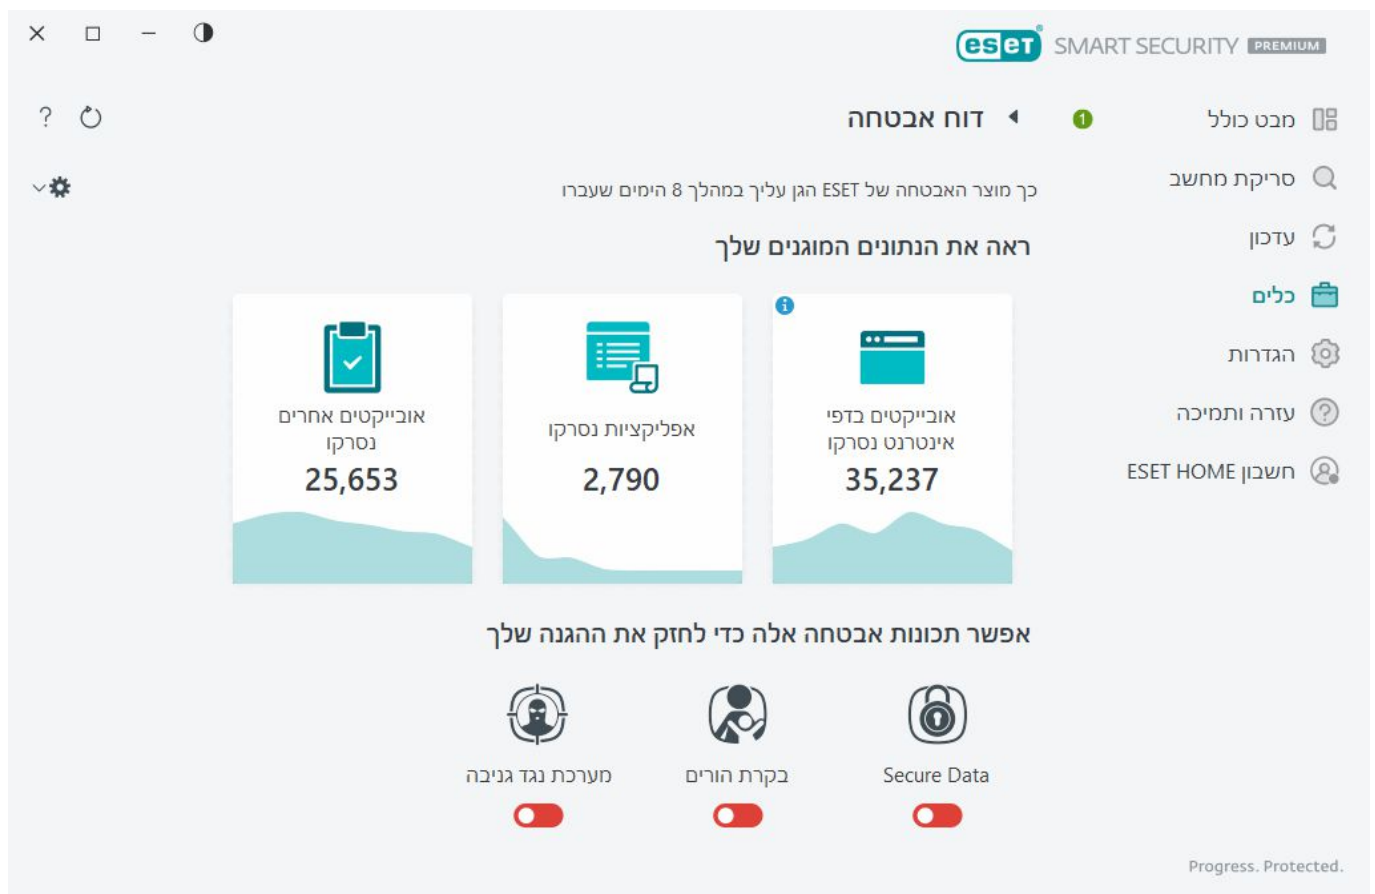 eset SMART SECURITY PREMIUM
מבט כולל 1
סריקת מחשב
עדכון
כלים
הגדרות
עזרה ותמיכה
חשבון ESET HOME
דוח אבטחה
?
כך מוצר האבטחה של ESET הגן עליך במהלך 8 הימים שעברו
ראה את הנתונים המוגנים שלך
אובייקטים בדפי
אינטרנט נסרקו
35,237
אפליקציות נסרקו
2,790
אובייקטים אחרים
נסרקו
25,653
אפשר תכונות אבטחה אלה כדי לחזק את ההגנה שלך
Secure Data
בקרת הורים
מערכת נגד גניבה
Progress. Protected.